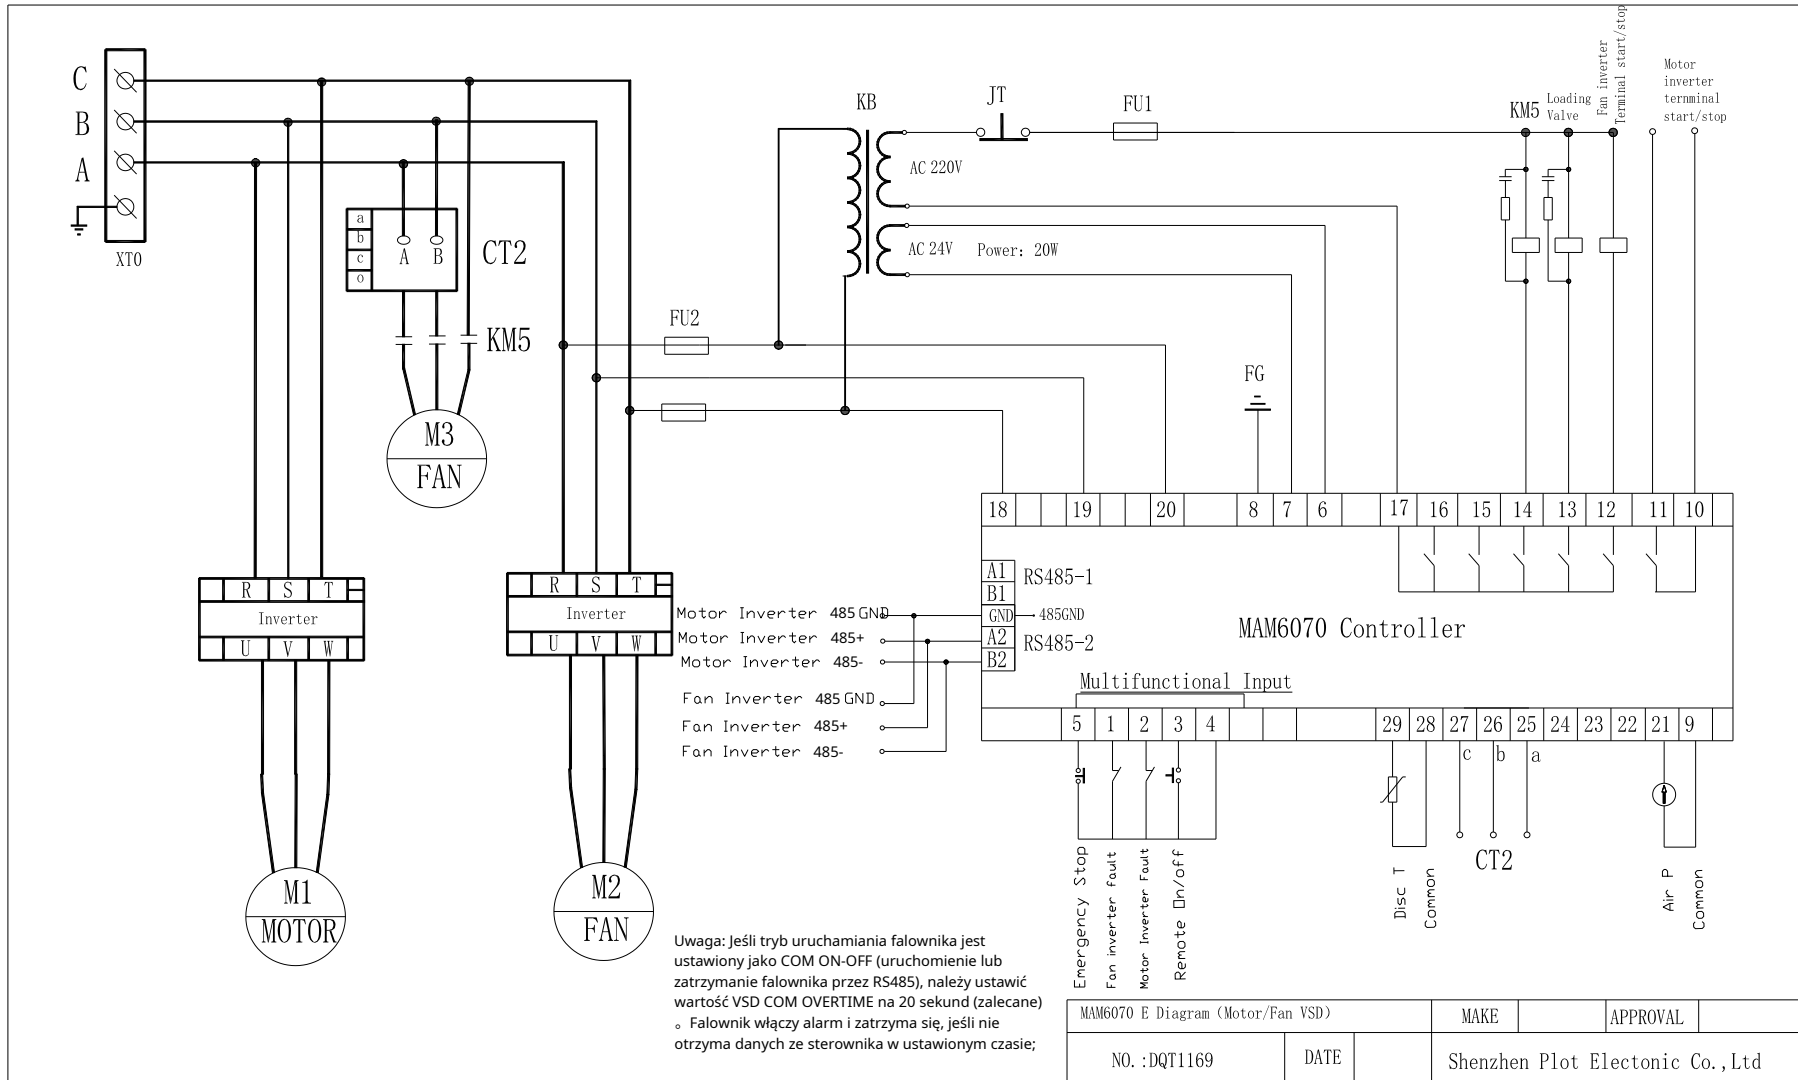 C
B
A
XT0
a
b
c
o
A
B
CT2
KM5
M3
FAN
R
S
T
Inverter
U
V
W
M1
MOTOR
R
S
T
Inverter
U
V
W
M2
FAN
KB
JT
FU1
AC 220V
AC 24V
Power: 20W
FU2
FG
KM5
Loading
Valve
Fan inverter
Terminal start/stop
Motor
inverter
ternminal
start/stop
18
19
20
8
7
6
17
16
15
14
13
12
11
10
A1
B1
GND
A2
B2
RS485-1
485GND
RS485-2
MAM6070 Controller
Motor Inverter 485 GND
Motor Inverter 485+
Motor Inverter 485-
Fan Inverter 485 GND
Fan Inverter 485+
Fan Inverter 485-
Multifunctional Input
5
1
2
3
4
29
28
27
26
25
24
23
22
21
9
c
b
a
CT2
Emergency Stop
Fan inverter fault
Motor Inverter Fault
Remote On/off
Disc T
Common
Air P
Common
Uwaga: Jeśli tryb uruchamiania falownika jest
ustawiony jako COM ON-OFF (uruchomienie lub
zatrzymanie falownika przez RS485), należy ustawić
wartość VSD COM OVERTIME na 20 sekund (zalecane)
。Falownik włączy alarm i zatrzyma się, jeśli nie
otrzyma danych ze sterownika w ustawionym czasie;
MAM6070 E Diagram (Motor/Fan VSD)
MAKE
APPROVAL
NO.:DQT1169
DATE
Shenzhen Plot Electonic Co.,Ltd